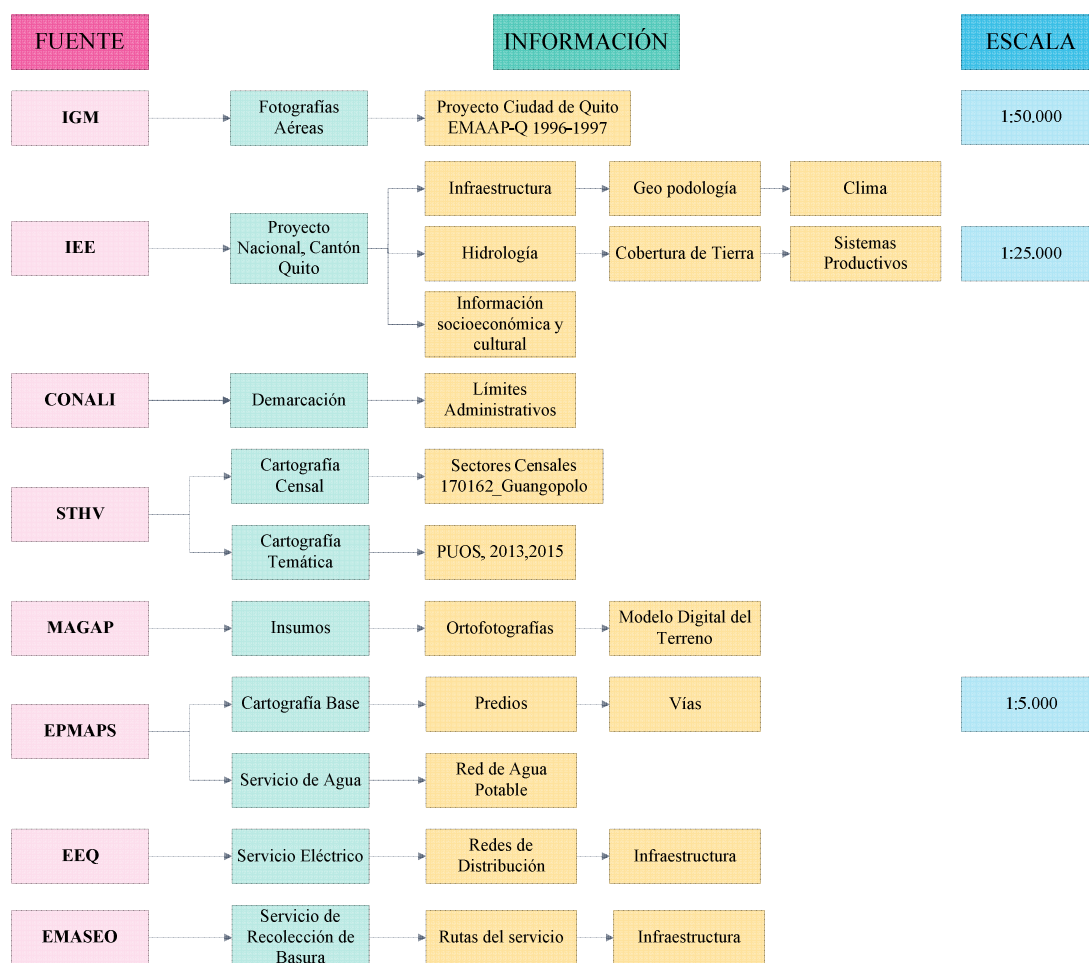 FUENTE
INFORMACIÓN
ESCALA
IGM
Fotografías
Aéreas
Proyecto Ciudad de Quito
EMAAP-Q 1996-1997
1:50.000
IEE
Proyecto
Nacional, Cantón
Quito
Infraestructura
Geo podología
Clima
Hidrología
Cobertura de Tierra
Sistemas
Productivos
1:25.000
Información
socioeconómica y
cultural
CONALI
Demarcación
Límites
Administrativos
STHV
Cartografía
Censal
Sectores Censales
170162_Guangopolo
Cartografía
Temática
PUOS, 2013,2015
MAGAP
Insumos
Ortofotografías
Modelo Digital del
Terreno
EPMAPS
Cartografía Base
Predios
Vías
1:5.000
Servicio de Agua
Red de Agua
Potable
EEQ
Servicio Eléctrico
Redes de
Distribución
Infraestructura
EMASEO
Servicio de
Recolección de
Basura
Rutas del servicio
Infraestructura